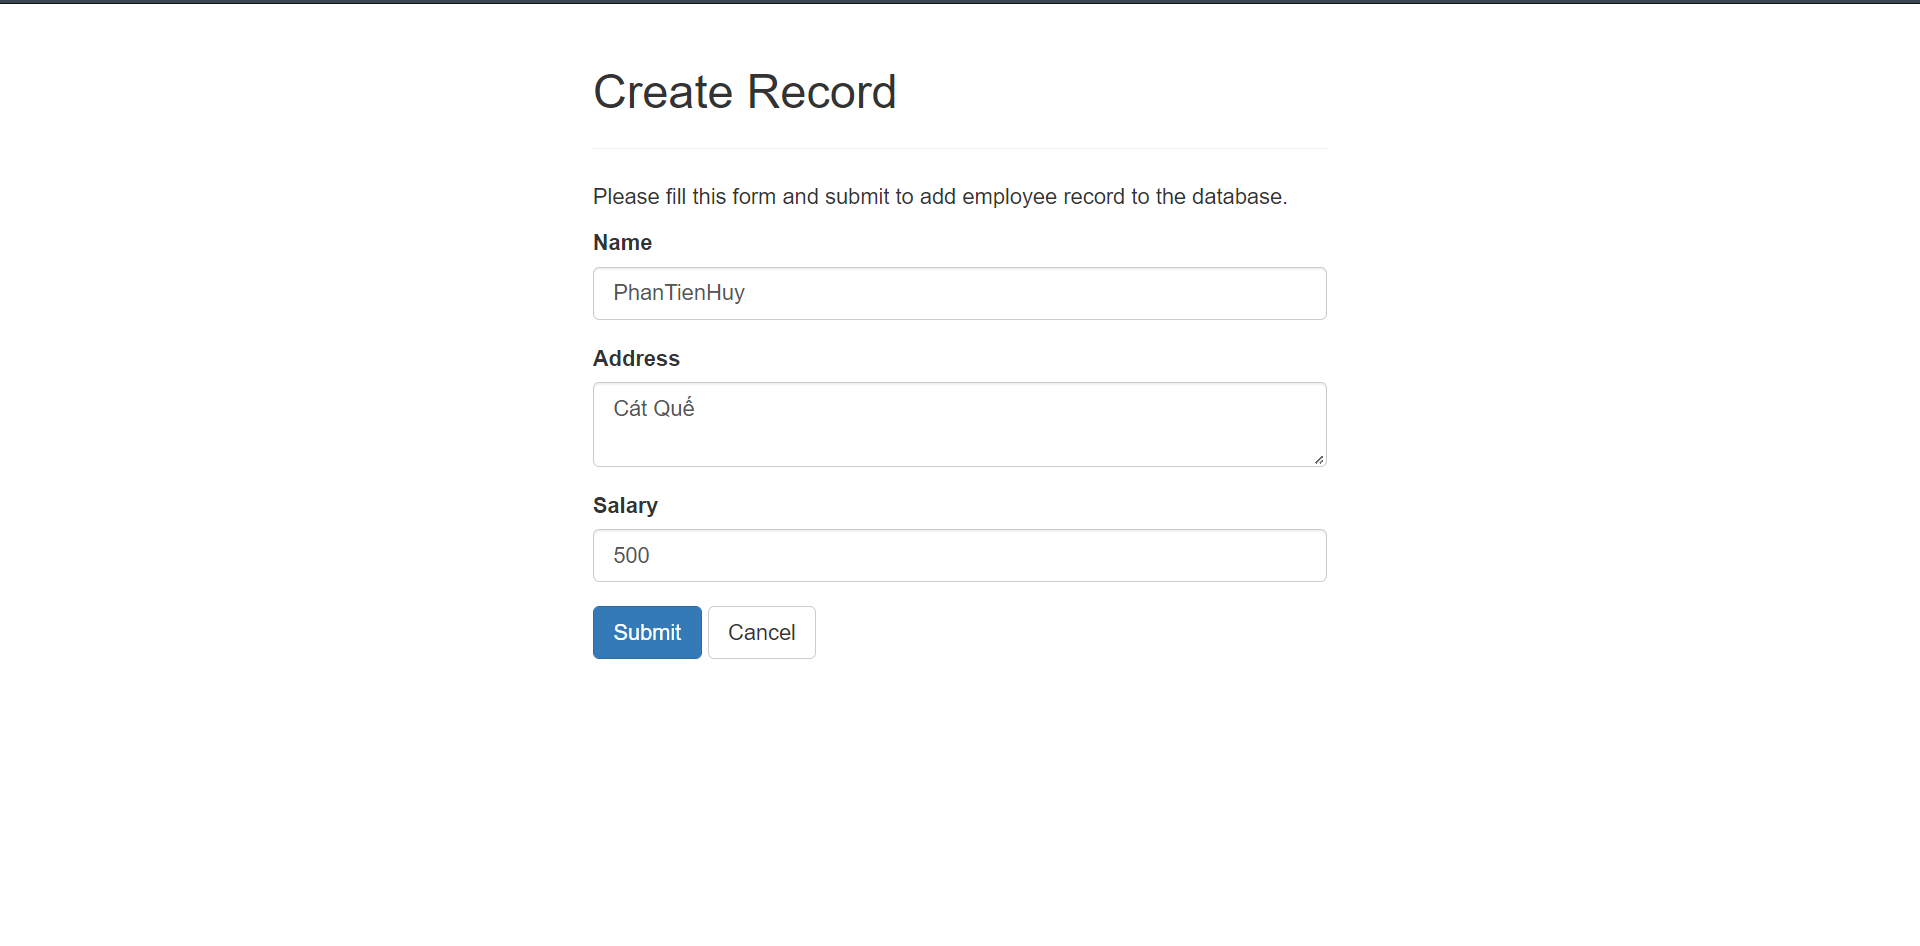 Create Record
Please fill this form and submit to add employee record to the database.
Name
PhanTienHuy
Address
Cát Quế
Salary
500
Submit Cancel